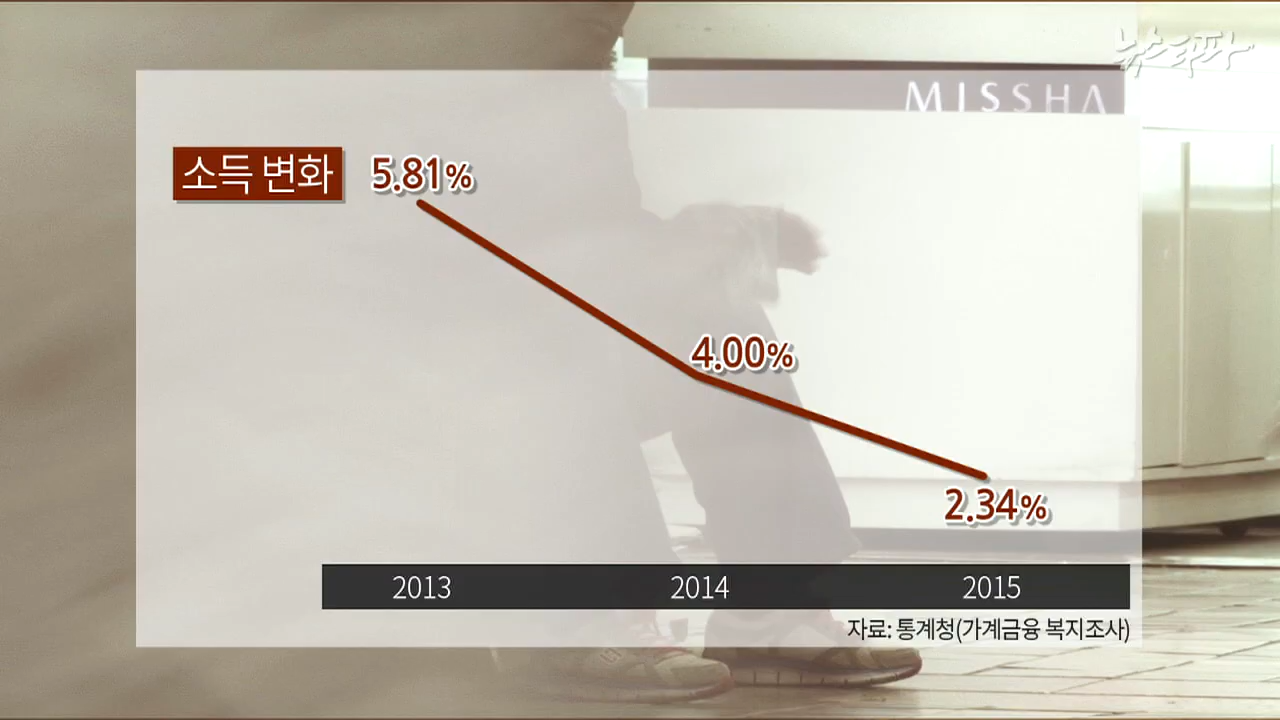 뉴스타파
MISSHA
소득 변화
5.81%
4.00%
2.34%
2013 2014 2015
자료: 통계청(가계금융 복지조사)